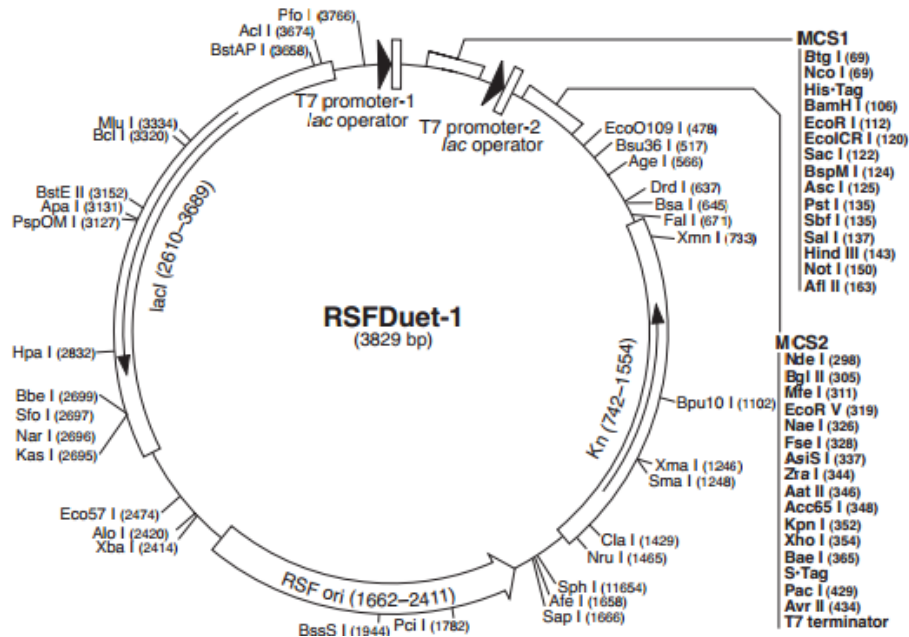 Pfo I (3766)
Acl I (3674)
BstAP I (3658)
Mlu I (3334)
Bcl I (3320)
BstE II (3152)
Apa I (3131)
PspOM I (3127)
lacI (2610–3689)
Hpa I (2832)
Bbe I (2699)
Sfo I (2697)
Nar I (2696)
Kas I (2695)
Eco57 I (2474)
Alo I (2420)
Xba I (2414)
RSF ori (1662–2411)
BssS I (1944)
Pci I (1782)
T7 promoter-1
lac operator
T7 promoter-2
lac operator
RSFDuet-1
(3829 bp)
EcoO109 I (478)
Bsu36 I (517)
Age I (566)
Drd I (637)
Bsa I (645)
Fal I (671)
Xmn I (733)
Kn (742–1554)
Bpu10 I (1102)
Xma I (1246)
Sma I (1248)
Cla I (1429)
Nru I (1465)
Sph I (11654)
Afe I (1658)
Sap I (1666)
MCS1
Btg I (69)
Nco I (69)
His•Tag
BamH I (106)
EcoR I (112)
EcoICR I (120)
Sac I (122)
BspM I (124)
Asc I (125)
Pst I (135)
Sbf I (135)
Sal I (137)
Hind III (143)
Not I (150)
Afl II (163)
MCS2
Nde I (298)
Bgl II (305)
Mfe I (311)
EcoR V (319)
Nae I (326)
Fse I (328)
AsiS I (337)
Zra I (344)
Aat II (346)
Acc65 I (348)
Kpn I (352)
Xho I (354)
Bae I (365)
S•Tag
Pac I (429)
Avr II (434)
T7 terminator